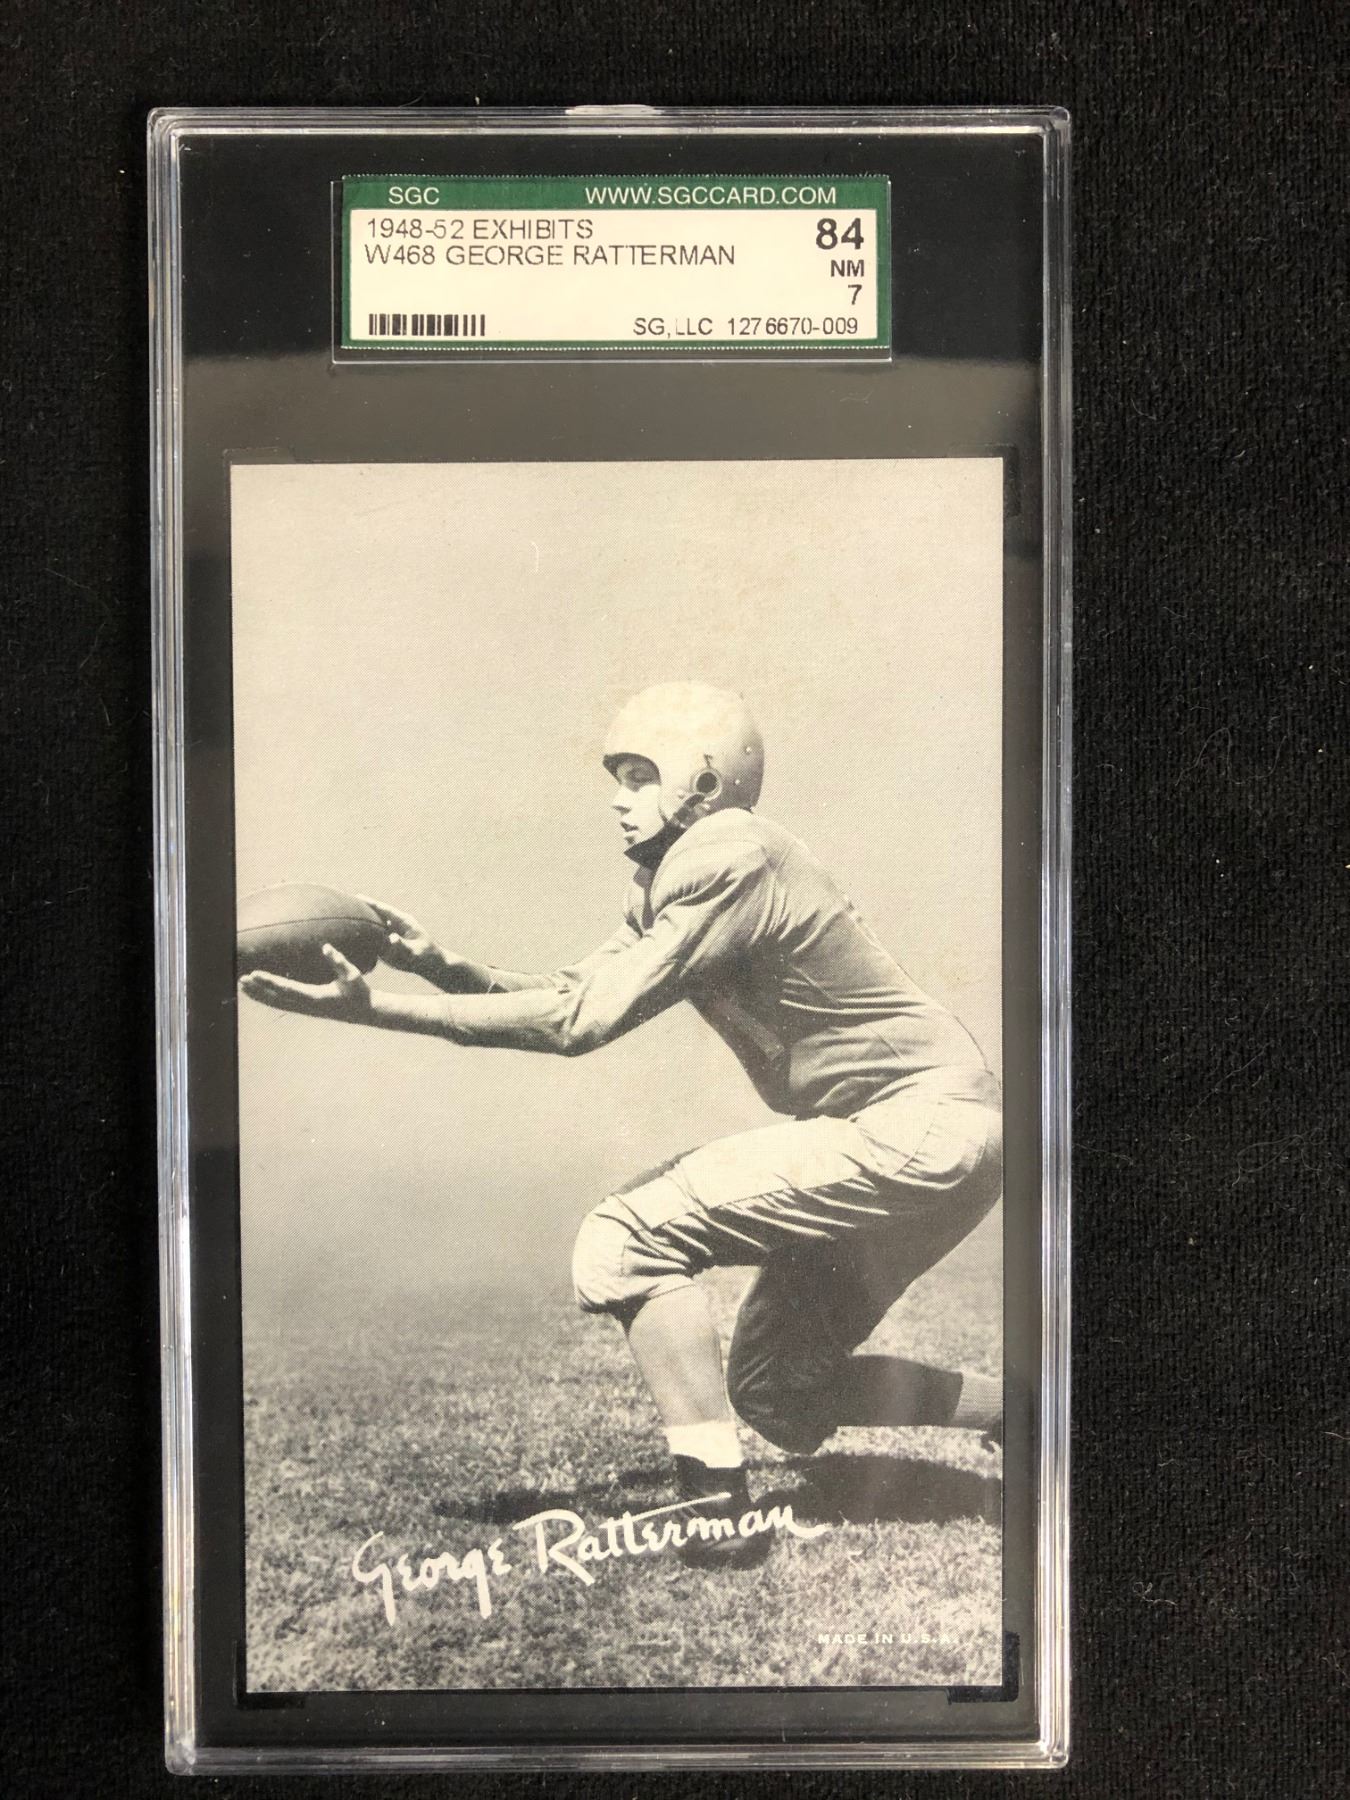 SGC WWW.SGCCARD.COM
1948-52 EXHIBITS 84
W468 GEORGE RATTERMAN NM
7
SG, LLC 1276670-009
George Ratterman
MADE IN U.S.A.